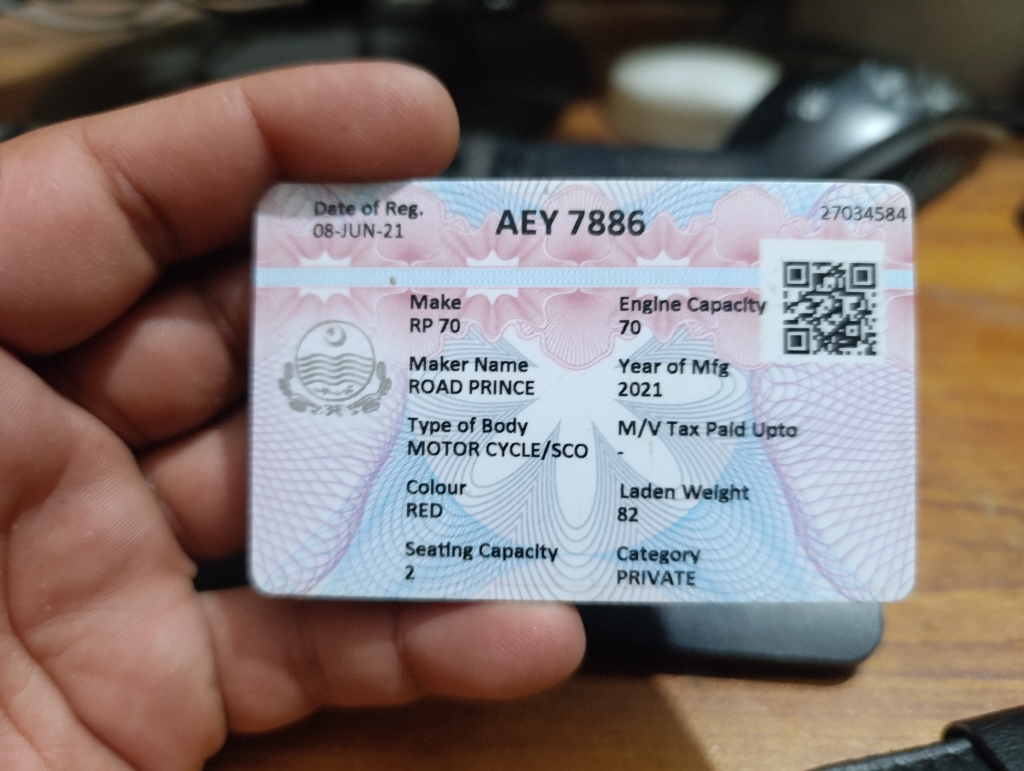 Date of Reg.
08-JUN-21
AEY 7886
27034584
Make
RP 70
Engine Capacity
70
Maker Name
ROAD PRINCE
Year of Mfg
2021
Type of Body
MOTOR CYCLE/SCO
M/V Tax Paid Upto
-
Colour
RED
Laden Weight
82
Seating Capacity
2
Category
PRIVATE